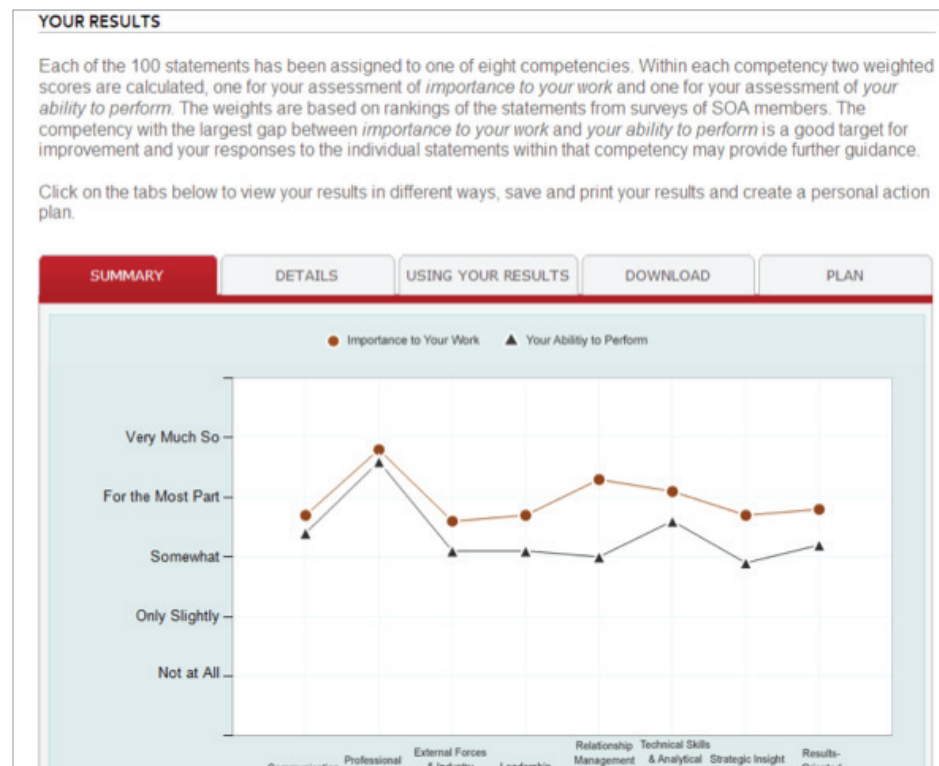 YOUR RESULTS
Each of the 100 statements has been assigned to one of eight competencies. Within each competency two weighted
scores are calculated, one for your assessment of importance to your work and one for your assessment of your
ability to perform. The weights are based on rankings of the statements from surveys of SOA members. The
competency with the largest gap between importance to your work and your ability to perform is a good target for
improvement and your responses to the individual statements within that competency may provide further guidance.
Click on the tabs below to view your results in different ways, save and print your results and create a personal action
plan.
SUMMARY DETAILS USING YOUR RESULTS DOWNLOAD PLAN
Importance to Your Work Your Abilitiy to Perform
Very Much So
For the Most Part
Somewhat
Only Slightly
Not at All
Relationship Technical Skills
Professional External Forces Management & Analytical Strategic Insight Results-